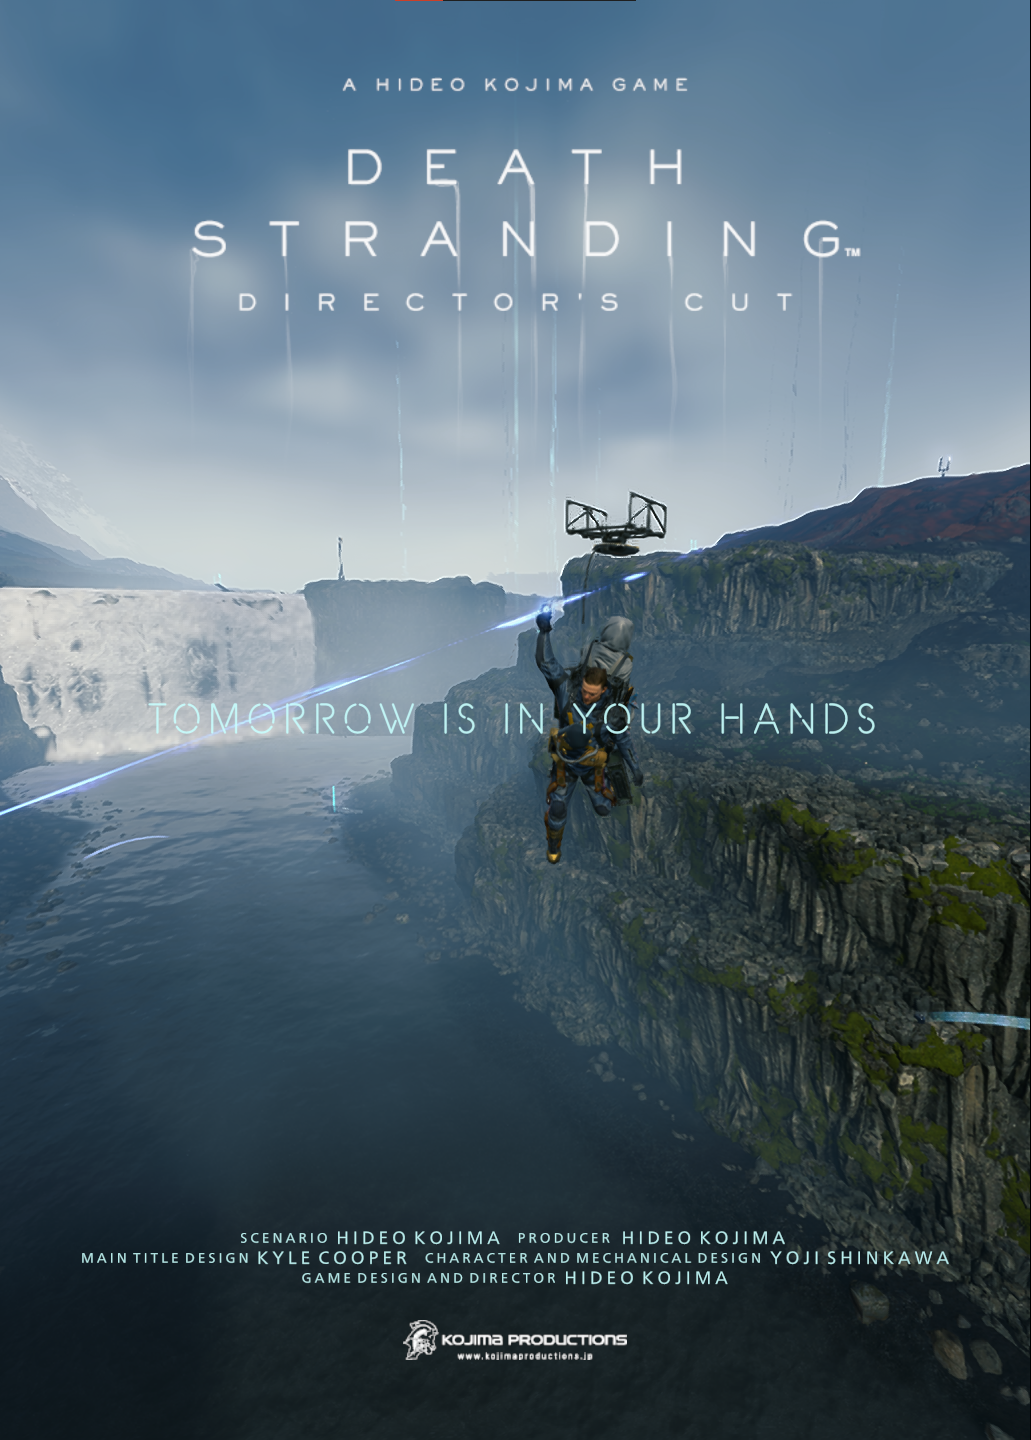 A HIDEO KOJIMA GAME
DEATH
STRANDING™
DIRECTOR'S CUT
TOMORROW IS IN YOUR HANDS
SCENARIO HIDEO KOJIMA PRODUCER HIDEO KOJIMA
MAIN TITLE DESIGN KYLE COOPER CHARACTER AND MECHANICAL DESIGN YOJI SHINKAWA
GAME DESIGN AND DIRECTOR HIDEO KOJIMA
KOJIMA PRODUCTIONS
www.kojimaproductions.jp